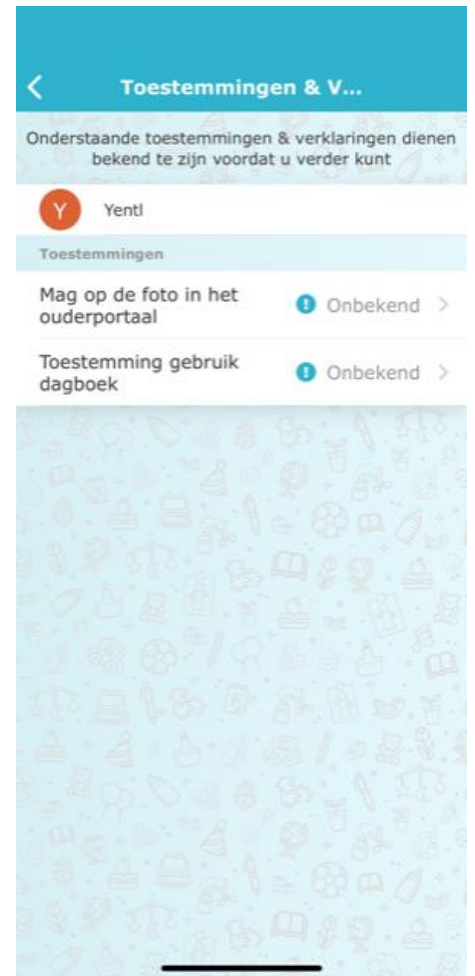 Toestemmingen & V...
Onderstaande toestemmingen & verklaringen dienen
bekend te zijn voordat u verder kunt
Y Yentl
Toestemmingen
Mag op de foto in het
ouderportaal
Onbekend
Toestemming gebruik
dagboek
Onbekend